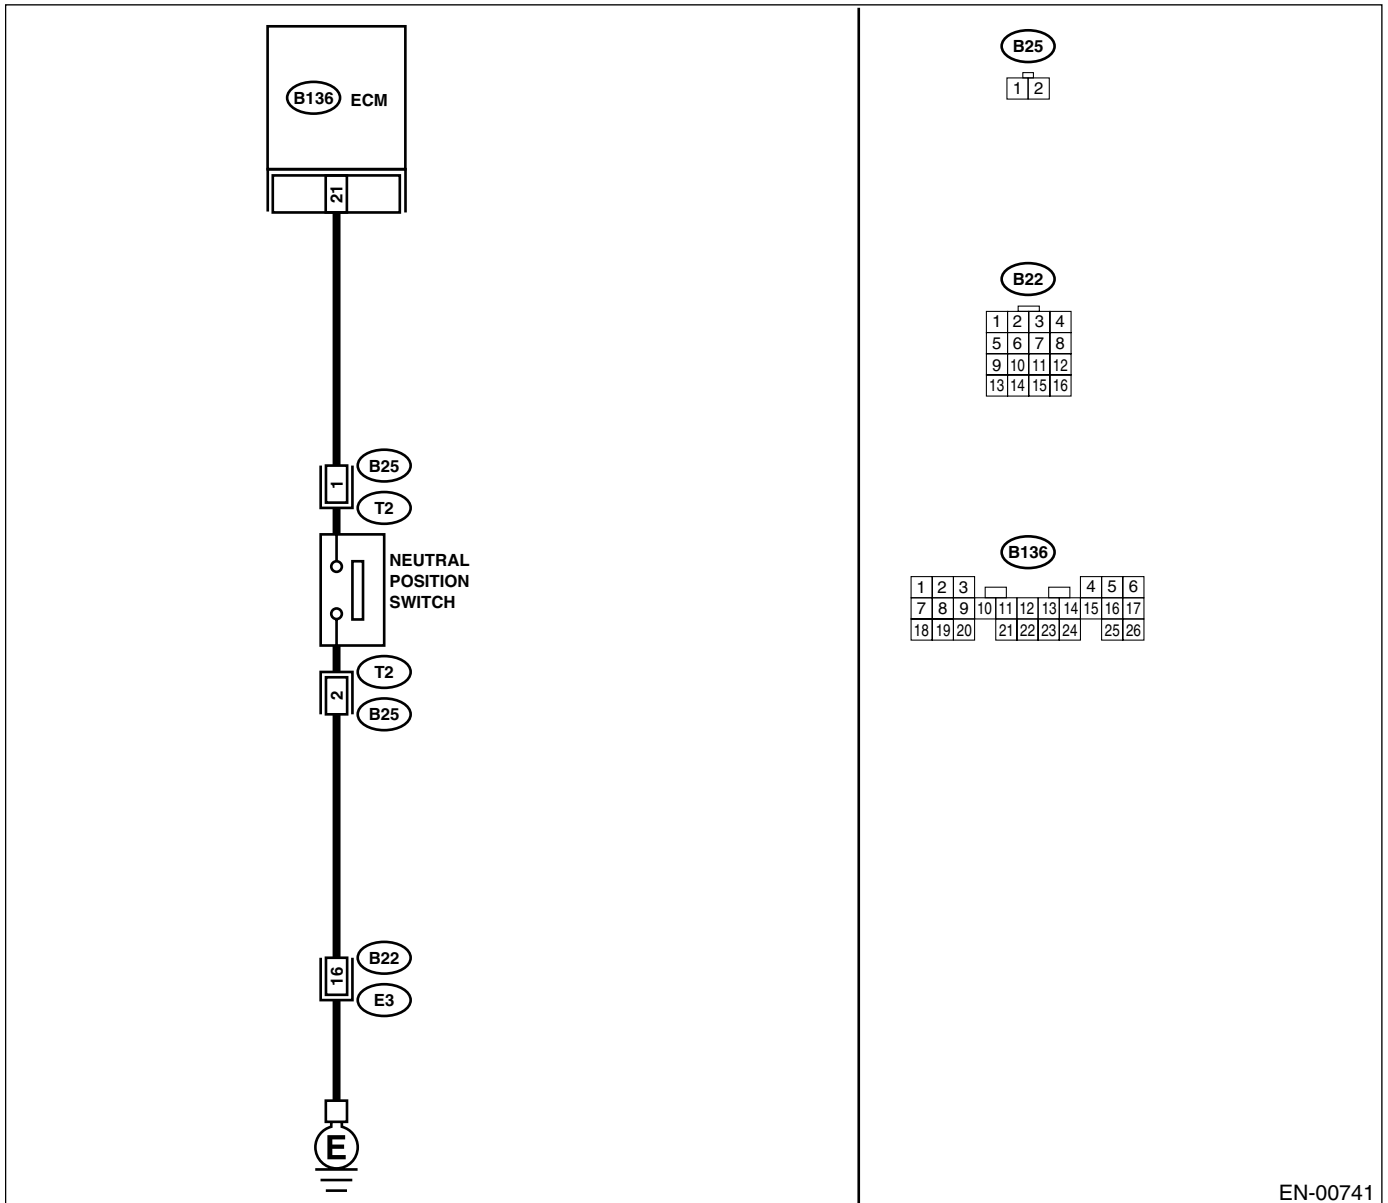 B136 ECM
21
B25
1
T2
NEUTRAL
POSITION
SWITCH
T2
2
B25
B22
16
E3
E
B25
1 2
B22
1 2 3 4
5 6 7 8
9 10 11 12
13 14 15 16
B136
1 2 3 4 5 6
7 8 9 10 11 12 13 14 15 16 17
18 19 20 21 22 23 24 25 26
EN-00741